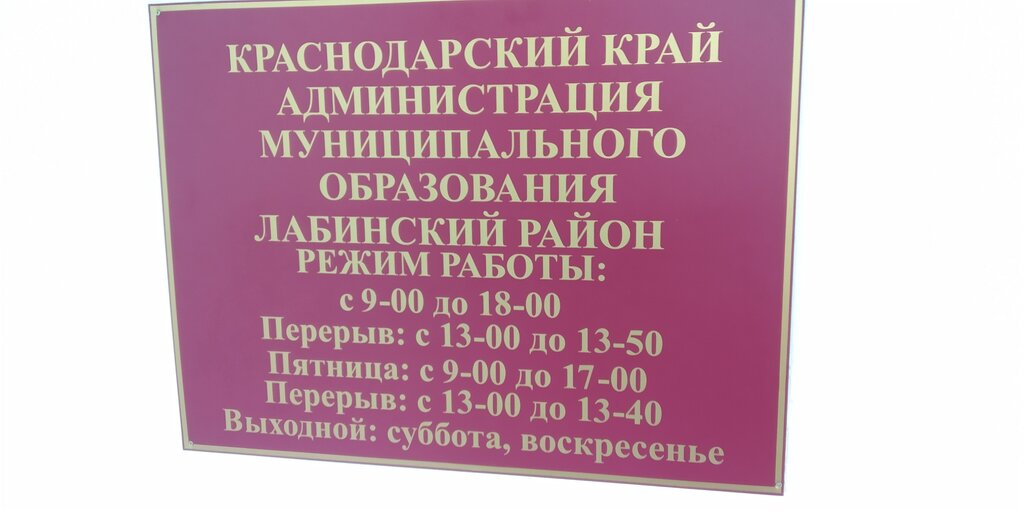 КРАСНОДАРСКИЙ КРАЙ
АДМИНИСТРАЦИЯ
МУНИЦИПАЛЬНОГО
ОБРАЗОВАНИЯ
ЛАБИНСКИЙ РАЙОН
РЕЖИМ РАБОТЫ:
с 9-00 до 18-00
Перерыв: с 13-00 до 13-50
Пятница: с 9-00 до 17-00
Перерыв: с 13-00 до 13-40
Выходной: суббота, воскресенье